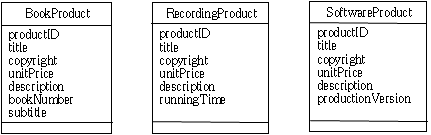 BookProduct
productID
title
copyright
unitPrice
description
bookNumber
subtitle
RecordingProduct
productID
title
copyright
unitPrice
description
runningTime
SoftwareProduct
productID
title
copyright
unitPrice
description
productionVersion